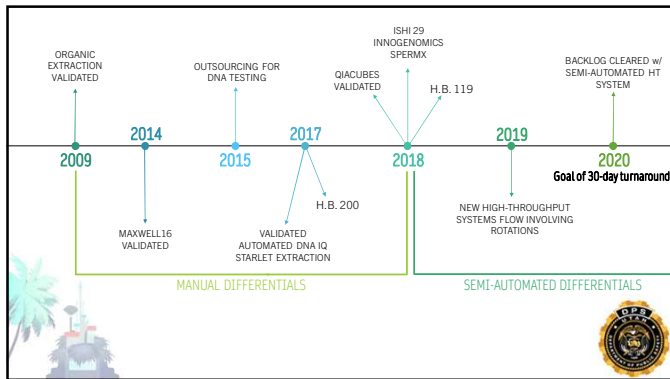 ORGANIC
EXTRACTION
VALIDATED
OUTSOURCING FOR
DNA TESTING
ISHI 29
INNOGENOMICS
SPERMX
QIACUBES
VALIDATED
H.B. 119
BACKLOG CLEARED w/
SEMI-AUTOMATED HT
SYSTEM
2009
2014
2015
2017
2018
2019
2020
Goal of 30-day turnaround
MAXWELL16
VALIDATED
VALIDATED
AUTOMATED DNA IQ
STARLET EXTRACTION
H.B. 200
NEW HIGH-THROUGHPUT
SYSTEMS FLOW INVOLVING
ROTATIONS
MANUAL DIFFERENTIALS
SEMI-AUTOMATED DIFFERENTIALS
DPS
UTAH